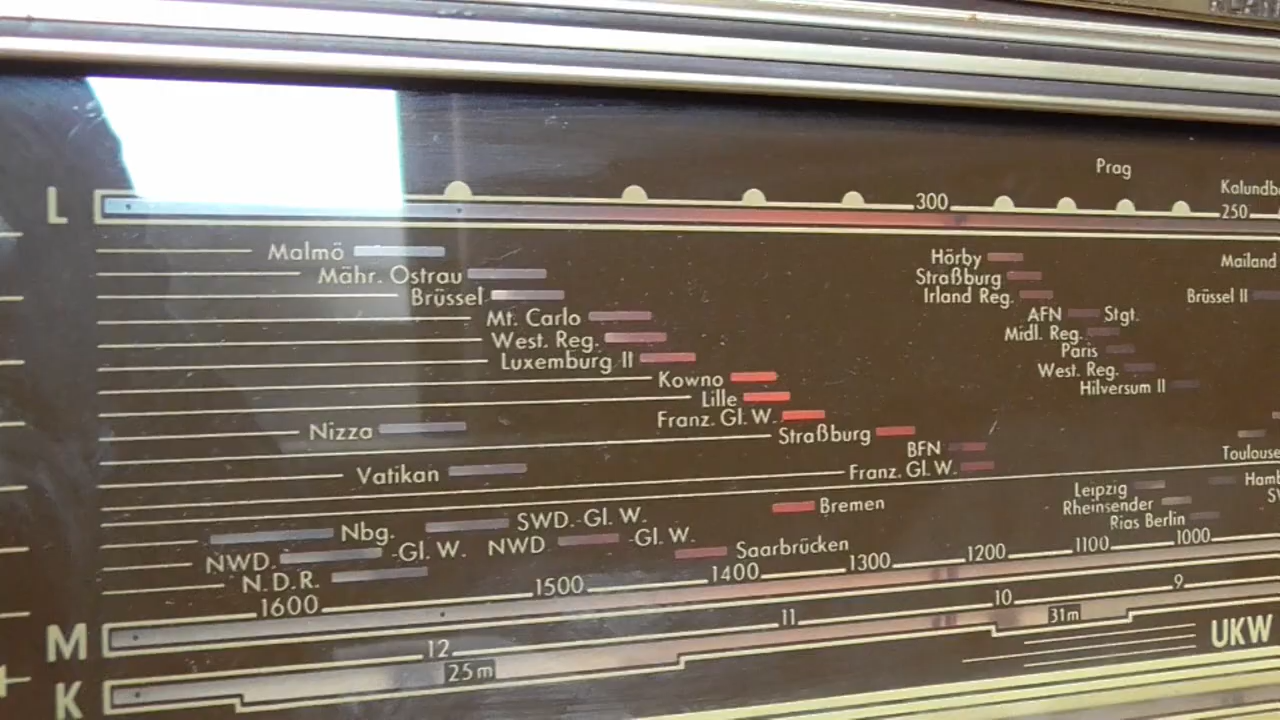 Prag
L 300 Kalundb
250
Malmö Hörby Mailand
Mähr. Ostrau Straßburg
Brüssel Irland Reg. Brüssel II
Mt. Carlo AFN Stgt.
West. Reg. Midl. Reg.
Luxemburg II Paris
Kowno West. Reg.
Lille Hilversum II
Franz. Gl. W.
Nizza Straßburg
BFN Toulouse
Vatikan Franz. Gl. W.
Leipzig Hamb
Bremen Rheinsender
Nbg. SWD.-Gl. W. Rias Berlin
NWD. -Gl. W. NWD -Gl. W. Saarbrücken
N.D.R.
1600 1500 1400 1300 1200 1100 1000
M 12 11 10 9
25m 31m
K UKW